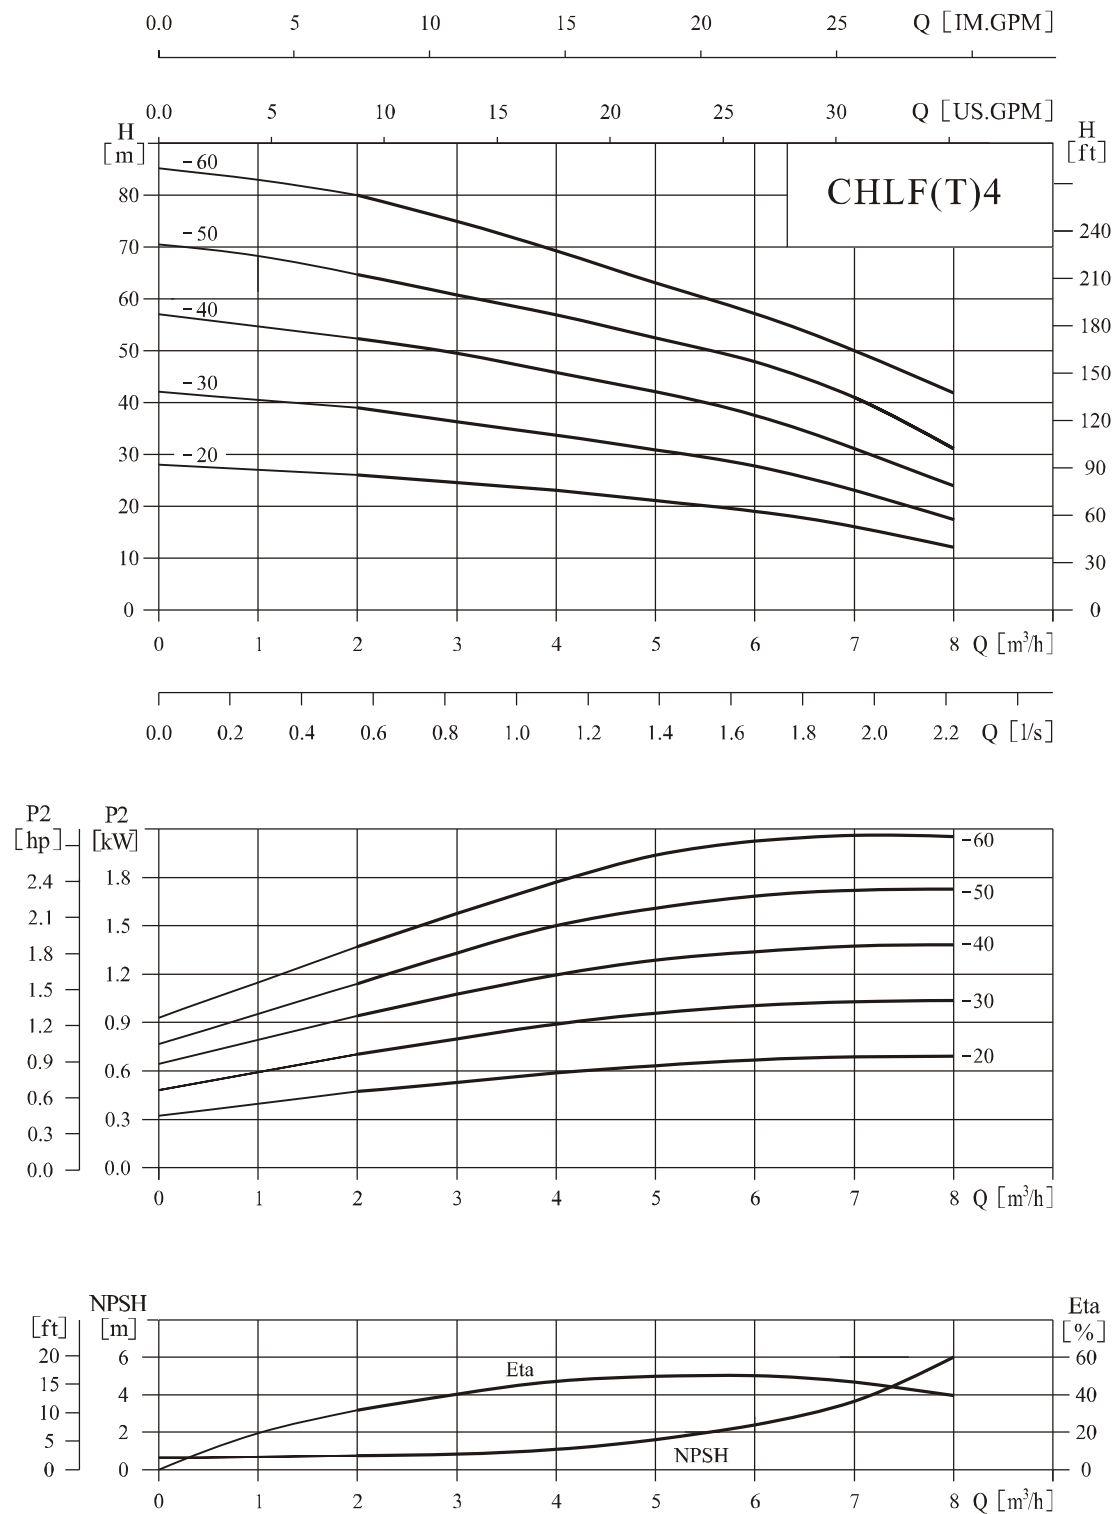 0.0 5 10 15 20 25 Q [IM.GPM]
0.0 5 10 15 20 25 30 Q [US.GPM]
H
[m]
H
[ft]
CHLF(T)4
-60
80
240
-50
70
210
60
180
-40
50
150
-30
40
120
-20
30
90
20
60
10
30
0
0
0 1 2 3 4 5 6 7 8 Q [m³/h]
0.0 0.2 0.4 0.6 0.8 1.0 1.2 1.4 1.6 1.8 2.0 2.2 Q [l/s]
P2
[hp]
P2
[kW]
-60
2.4
1.8
-50
2.1
1.5
-40
1.8
1.2
1.5
-30
1.2
0.9
-20
0.9
0.6
0.6
0.3
0.3
0.0
0.0
0 1 2 3 4 5 6 7 8 Q [m³/h]
NPSH
[ft]
[m]
Eta
[%]
20
6
60
Eta
15
4
40
10
2
20
5
NPSH
0
0
0
0 1 2 3 4 5 6 7 8 Q [m³/h]